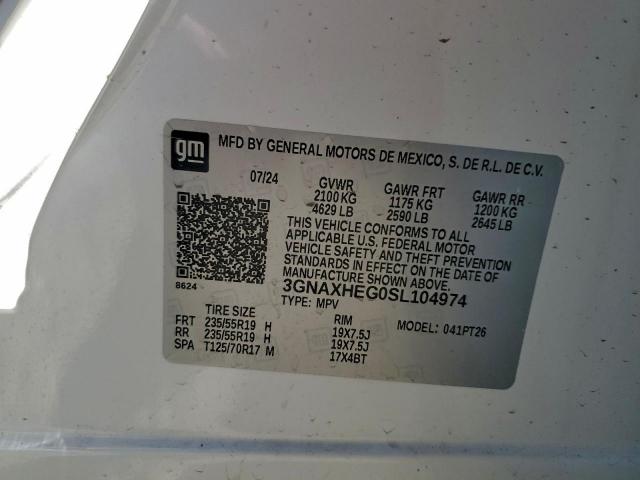 gm
MFD BY GENERAL MOTORS DE MEXICO, S. DE R.L. DE C.V.
07/24 GVWR GAWR FRT GAWR RR
2100 KG 1175 KG 1200 KG
4629 LB 2590 LB 2645 LB
THIS VEHICLE CONFORMS TO ALL
APPLICABLE U.S. FEDERAL MOTOR
VEHICLE SAFETY AND THEFT PREVENTION
STANDARDS IN EFFECT ON THE DATE OF
MANUFACTURE SHOWN ABOVE.
8624
3GNAXHEG0SL104974
TYPE: MPV
TIRE SIZE RIM MODEL: 041PT26
FRT 235/55R19 H 19X7.5J
RR 235/55R19 H 19X7.5J
SPA T125/70R17 M 17X4BT